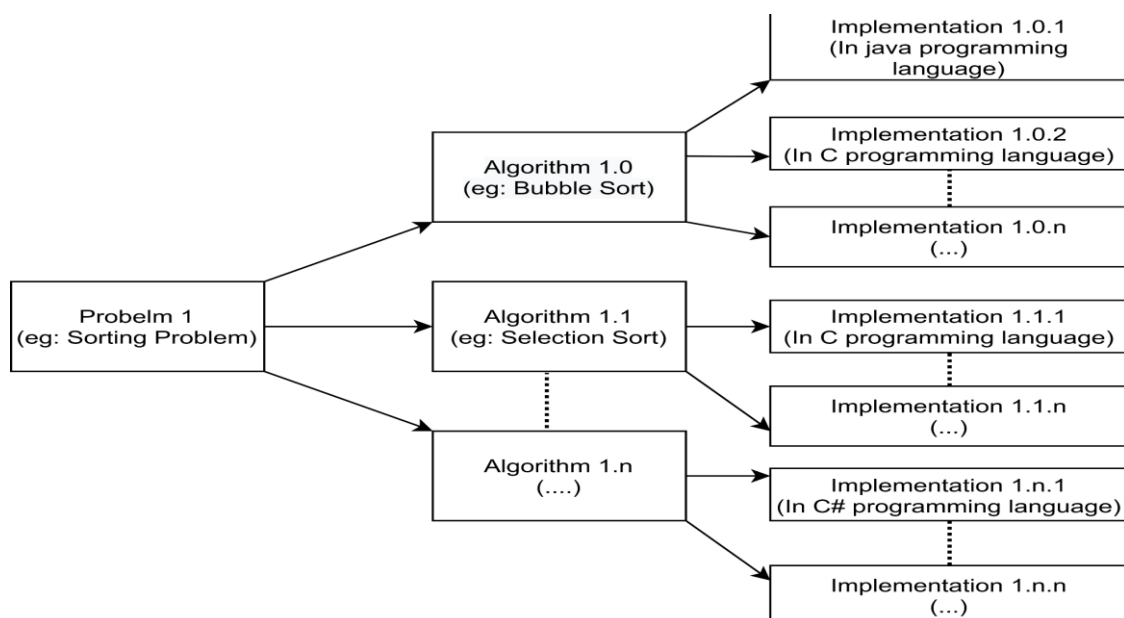 Implementation 1.0.1
(In java programming
language)
Implementation 1.0.2
(In C programming language)
Algorithm 1.0
(eg: Bubble Sort)
Implementation 1.0.n
(...)
Probelm 1
(eg: Sorting Problem)
Algorithm 1.1
(eg: Selection Sort)
Implementation 1.1.1
(In C programming language)
Implementation 1.1.n
(...)
Algorithm 1.n
(....)
Implementation 1.n.1
(In C# programming language)
Implementation 1.n.n
(...)